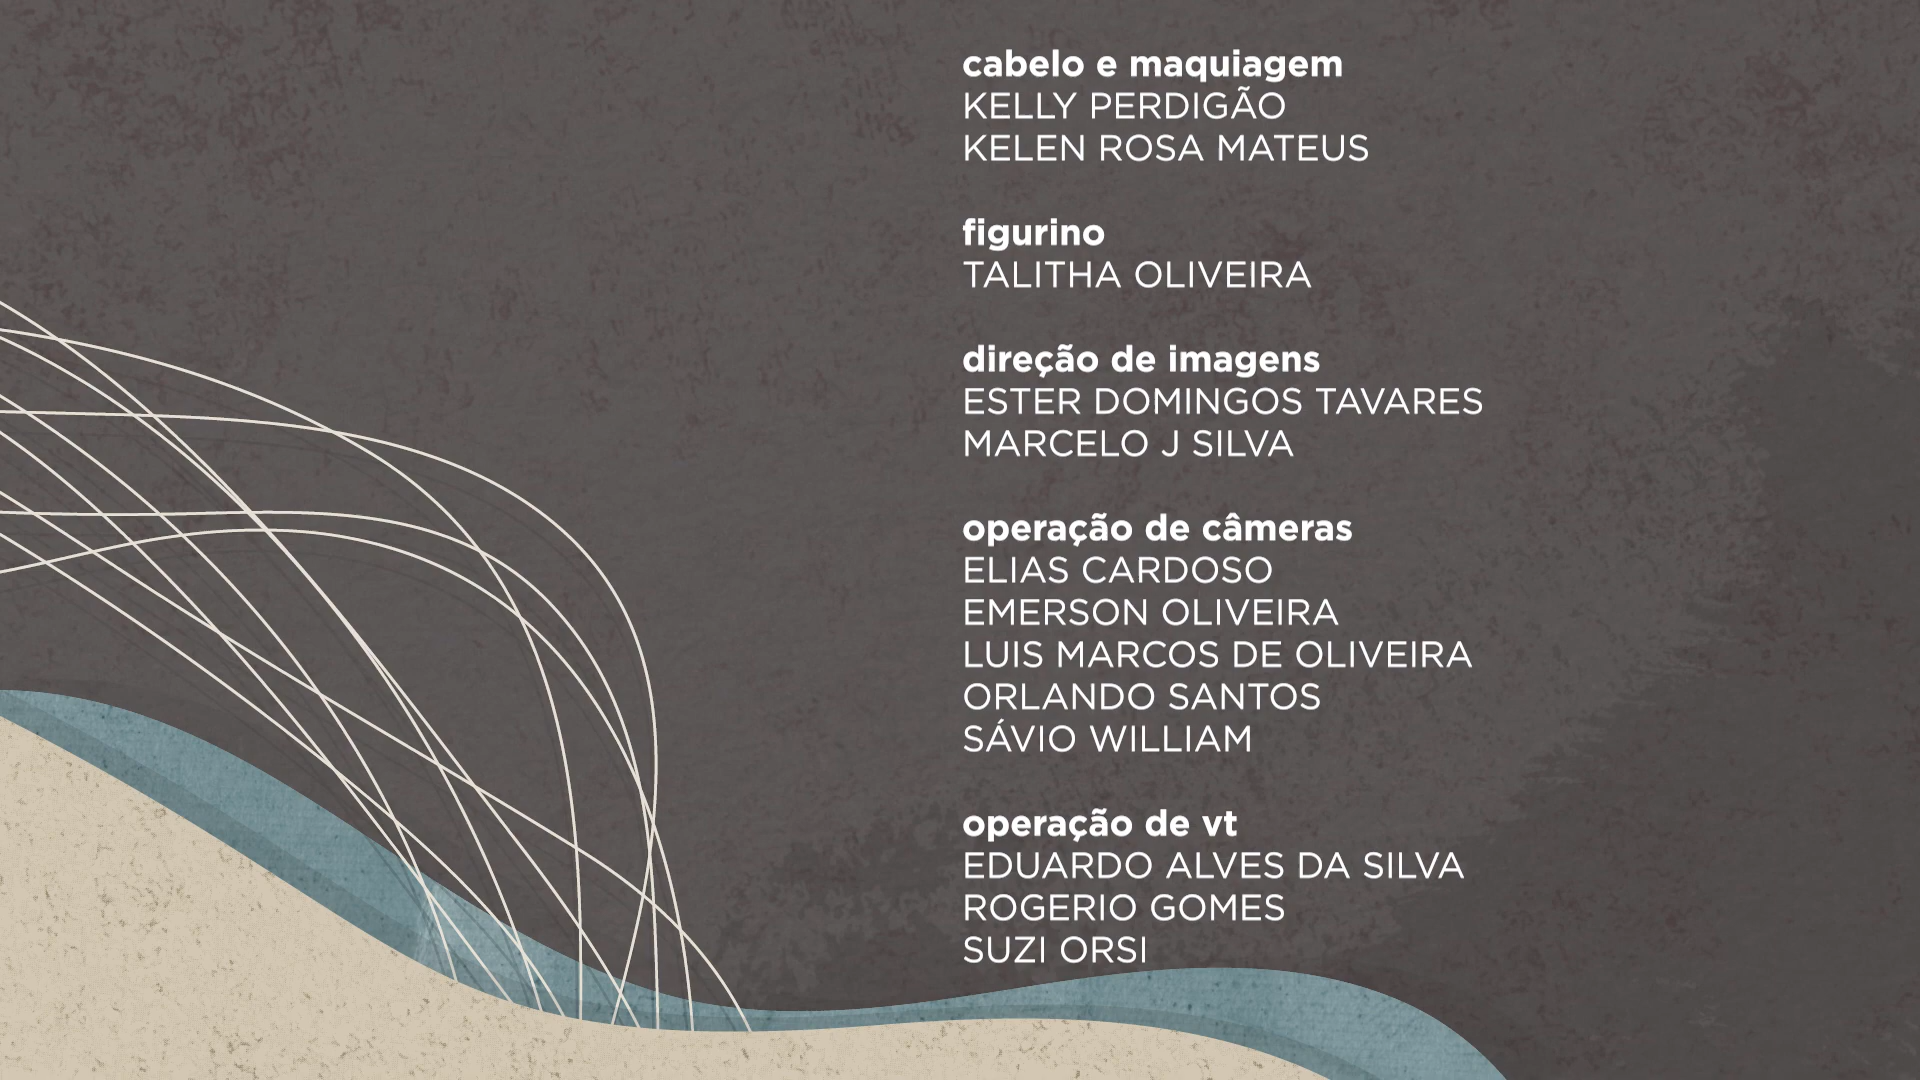 cabelo e maquiagem
KELLY PERDIGÃO
KELEN ROSA MATEUS
figurino
TALITHA OLIVEIRA
direção de imagens
ESTER DOMINGOS TAVARES
MARCELO J SILVA
operação de câmeras
ELIAS CARDOSO
EMERSON OLIVEIRA
LUIS MARCOS DE OLIVEIRA
ORLANDO SANTOS
SÁVIO WILLIAM
operação de vt
EDUARDO ALVES DA SILVA
ROGERIO GOMES
SUZI ORSI